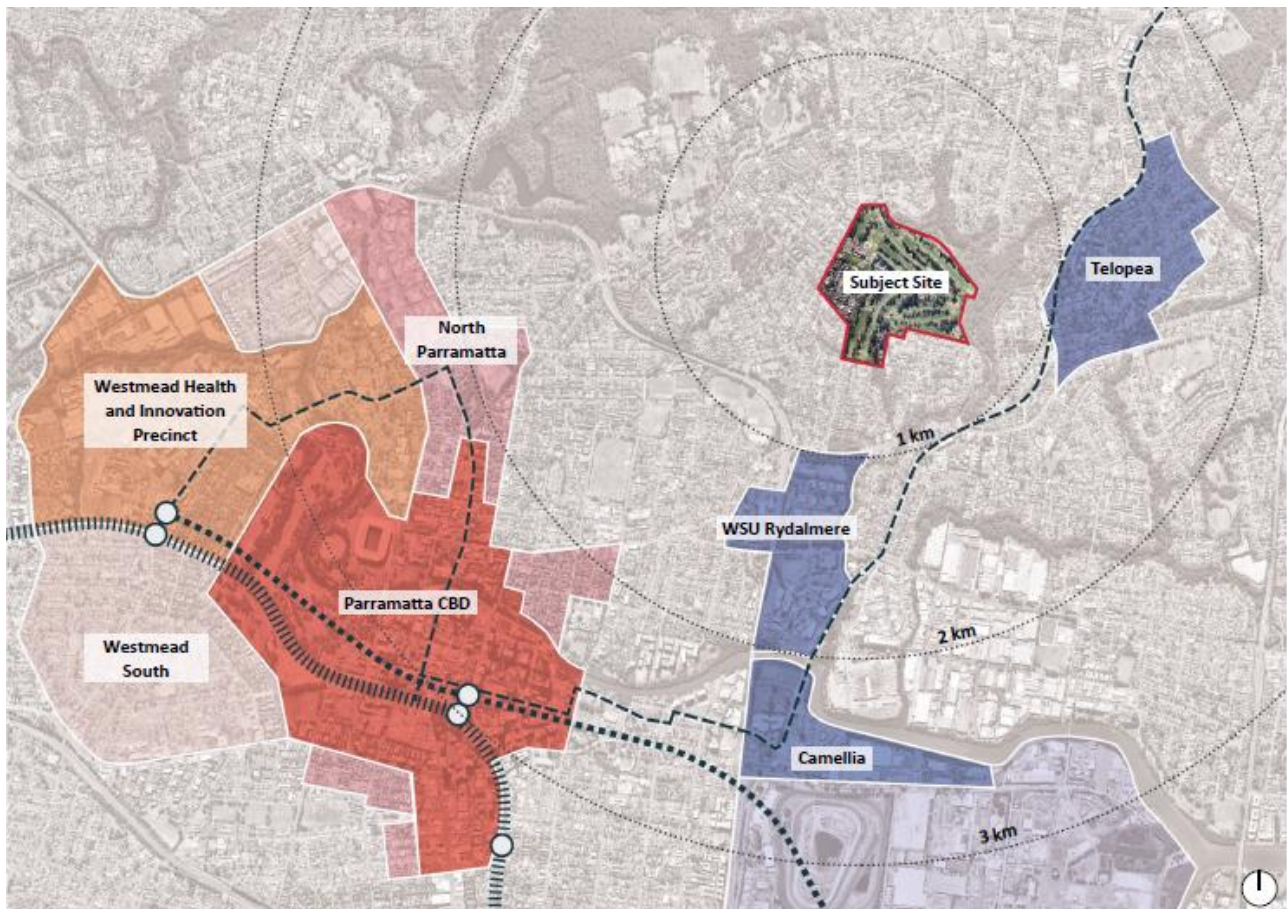 Subject Site
Telopea
North
Parramatta
Westmead Health
and Innovation
Precinct
1 km
WSU Rydalmere
Parramatta CBD
2 km
Westmead
South
Camellia
3 km